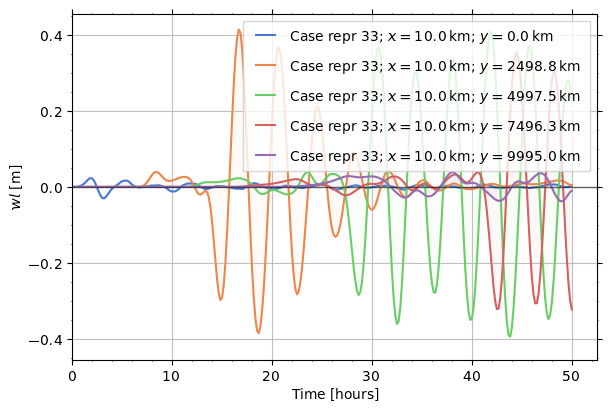 Case repr 33; x = 10.0 km; y = 0.0 km
Case repr 33; x = 10.0 km; y = 2498.8 km
Case repr 33; x = 10.0 km; y = 4997.5 km
Case repr 33; x = 10.0 km; y = 7496.3 km
Case repr 33; x = 10.0 km; y = 9995.0 km
wl [m]
0.4
0.2
0.0
−0.2
−0.4
0 10 20 30 40 50
Time [hours]